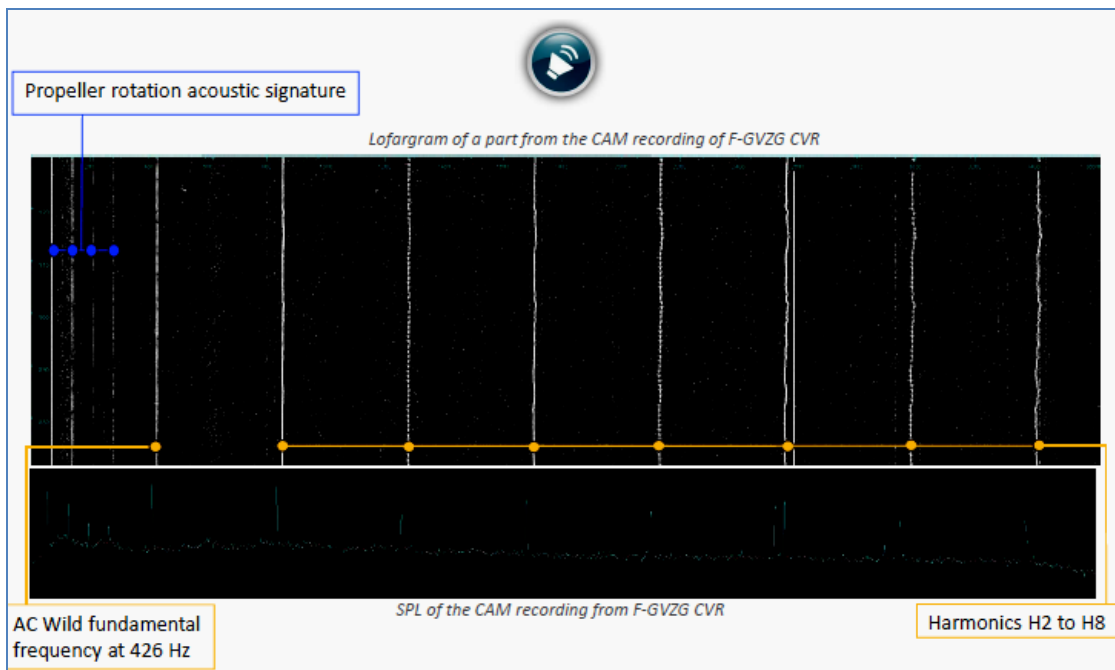 Propeller rotation acoustic signature
Lofargram of a part from the CAM recording of F-GVZG CVR
SPL of the CAM recording from F-GVZG CVR
AC Wild fundamental
frequency at 426 Hz
Harmonics H2 to H8